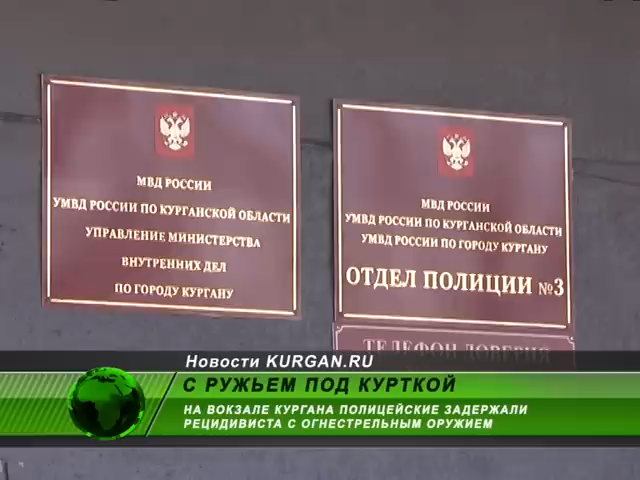 МВД РОССИИ
УМВД РОССИИ ПО КУРГАНСКОЙ ОБЛАСТИ
УПРАВЛЕНИЕ МИНИСТЕРСТВА
ВНУТРЕННИХ ДЕЛ
ПО ГОРОДУ КУРГАНУ
МВД РОССИИ
УМВД РОССИИ ПО КУРГАНСКОЙ ОБЛАСТИ
УМВД РОССИИ ПО ГОРОДУ КУРГАНУ
ОТДЕЛ ПОЛИЦИИ №3
ТЕЛЕФОН ДОВЕРИЯ
Новости KURGAN.RU
С РУЖЬЕМ ПОД КУРТКОЙ
НА ВОКЗАЛЕ КУРГАНА ПОЛИЦЕЙСКИЕ ЗАДЕРЖАЛИ
РЕЦИДИВИСТА С ОГНЕСТРЕЛЬНЫМ ОРУЖИЕМ